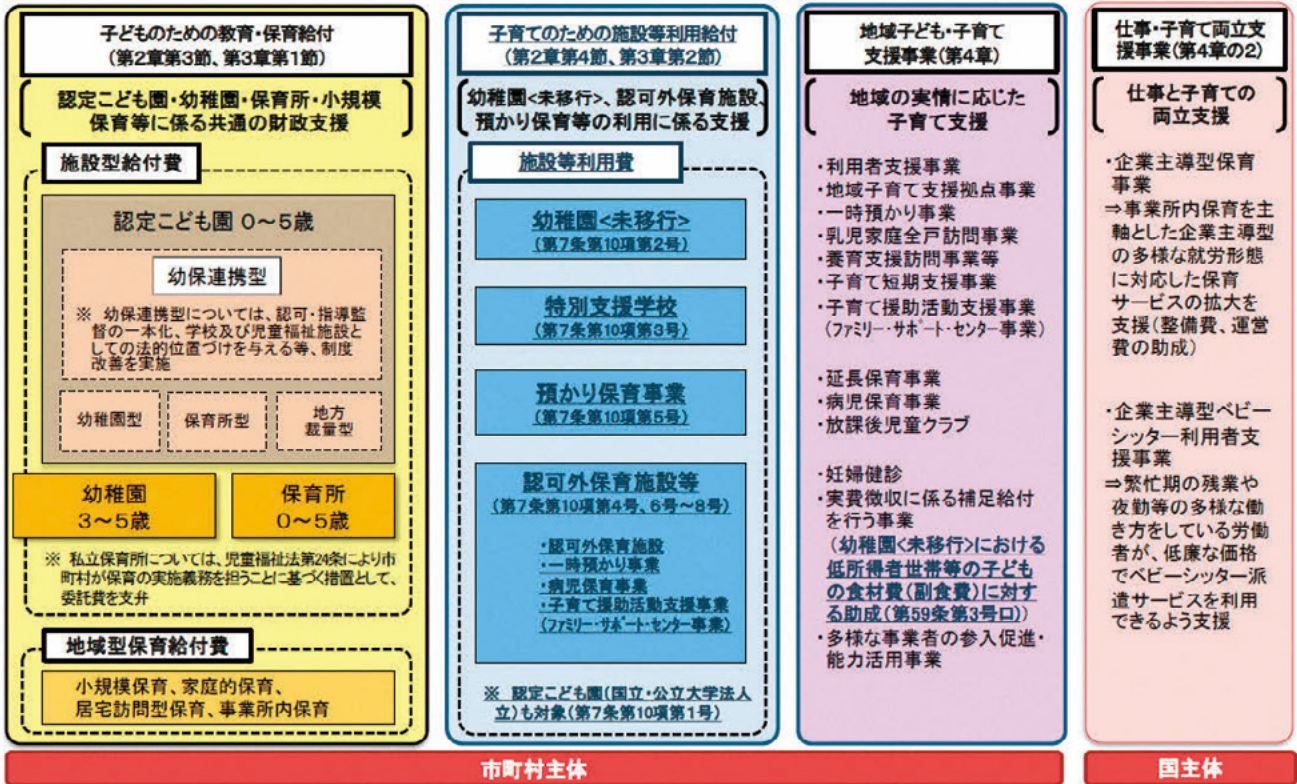 子どものための教育・保育給付
(第2章第3節、第3章第1節)
認定こども園・幼稚園・保育所・小規模
保育等に係る共通の財政支援
施設型給付費
認定こども園 0～5歳
幼保連携型
※ 幼保連携型については、認可・指導監
督の一本化、学校及び児童福祉施設と
しての法的位置づけを与える等、制度
改善を実施
幼稚園型
保育所型
地方
裁量型
幼稚園
3～5歳
保育所
0～5歳
※ 私立保育所については、児童福祉法第24条により市
町村が保育の実施義務を担うことに基づく措置として、
委託費を支弁
地域型保育給付費
小規模保育、家庭的保育、
居宅訪問型保育、事業所内保育
子育てのための施設等利用給付
(第2章第4節、第3章第2節)
幼稚園<未移行>、認可外保育施設、
預かり保育等の利用に係る支援
施設等利用費
幼稚園<未移行>
(第7条第10項第2号)
特別支援学校
(第7条第10項第3号)
預かり保育事業
(第7条第10項第5号)
認可外保育施設等
(第7条第10項第4号、6号～8号)
・認可外保育施設
・一時預かり事業
・病児保育事業
・子育て援助活動支援事業
(ファミリー・サポート・センター事業)
※ 認定こども園(国立・公立大学法人
立)も対象(第7条第10項第1号)
地域子ども・子育て
支援事業(第4章)
地域の実情に応じた
子育て支援
・利用者支援事業
・地域子育て支援拠点事業
・一時預かり事業
・乳児家庭全戸訪問事業
・養育支援訪問事業等
・子育て短期支援事業
・子育て援助活動支援事業
(ファミリー・サポート・センター事業)
・延長保育事業
・病児保育事業
・放課後児童クラブ
・妊婦健診
・実費徴収に係る補足給付
を行う事業
(幼稚園<未移行>における
低所得者世帯等の子ども
の食材費(副食費)に対す
る助成(第59条第3号ロ))
・多様な事業者の参入促進・
能力活用事業
仕事・子育て両立支
援事業(第4章の2)
仕事と子育ての
両立支援
・企業主導型保育
事業
⇒事業所内保育を主
軸とした企業主導型
の多様な就労形態
に対応した保育
サービスの拡大を
支援(整備費、運営
費の助成)
・企業主導型ベビー
シッター利用者支
援事業
⇒繁忙期の残業や
夜勤等の多様な働
き方をしている労働
者が、低廉な価格
でベビーシッター派
遣サービスを利用
できるよう支援
市町村主体
国主体